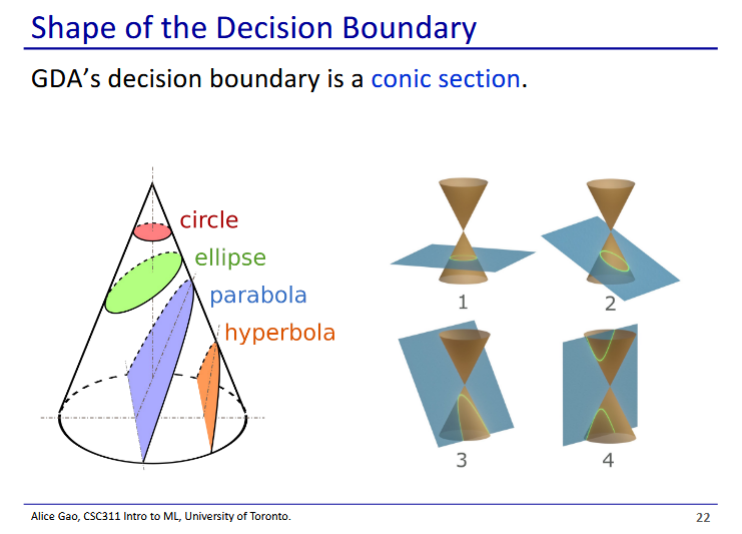 Shape of the Decision Boundary
GDA’s decision boundary is a conic section.
circle
ellipse
parabola
hyperbola
1
2
3
4
Alice Gao, CSC311 Intro to ML, University of Toronto.
22